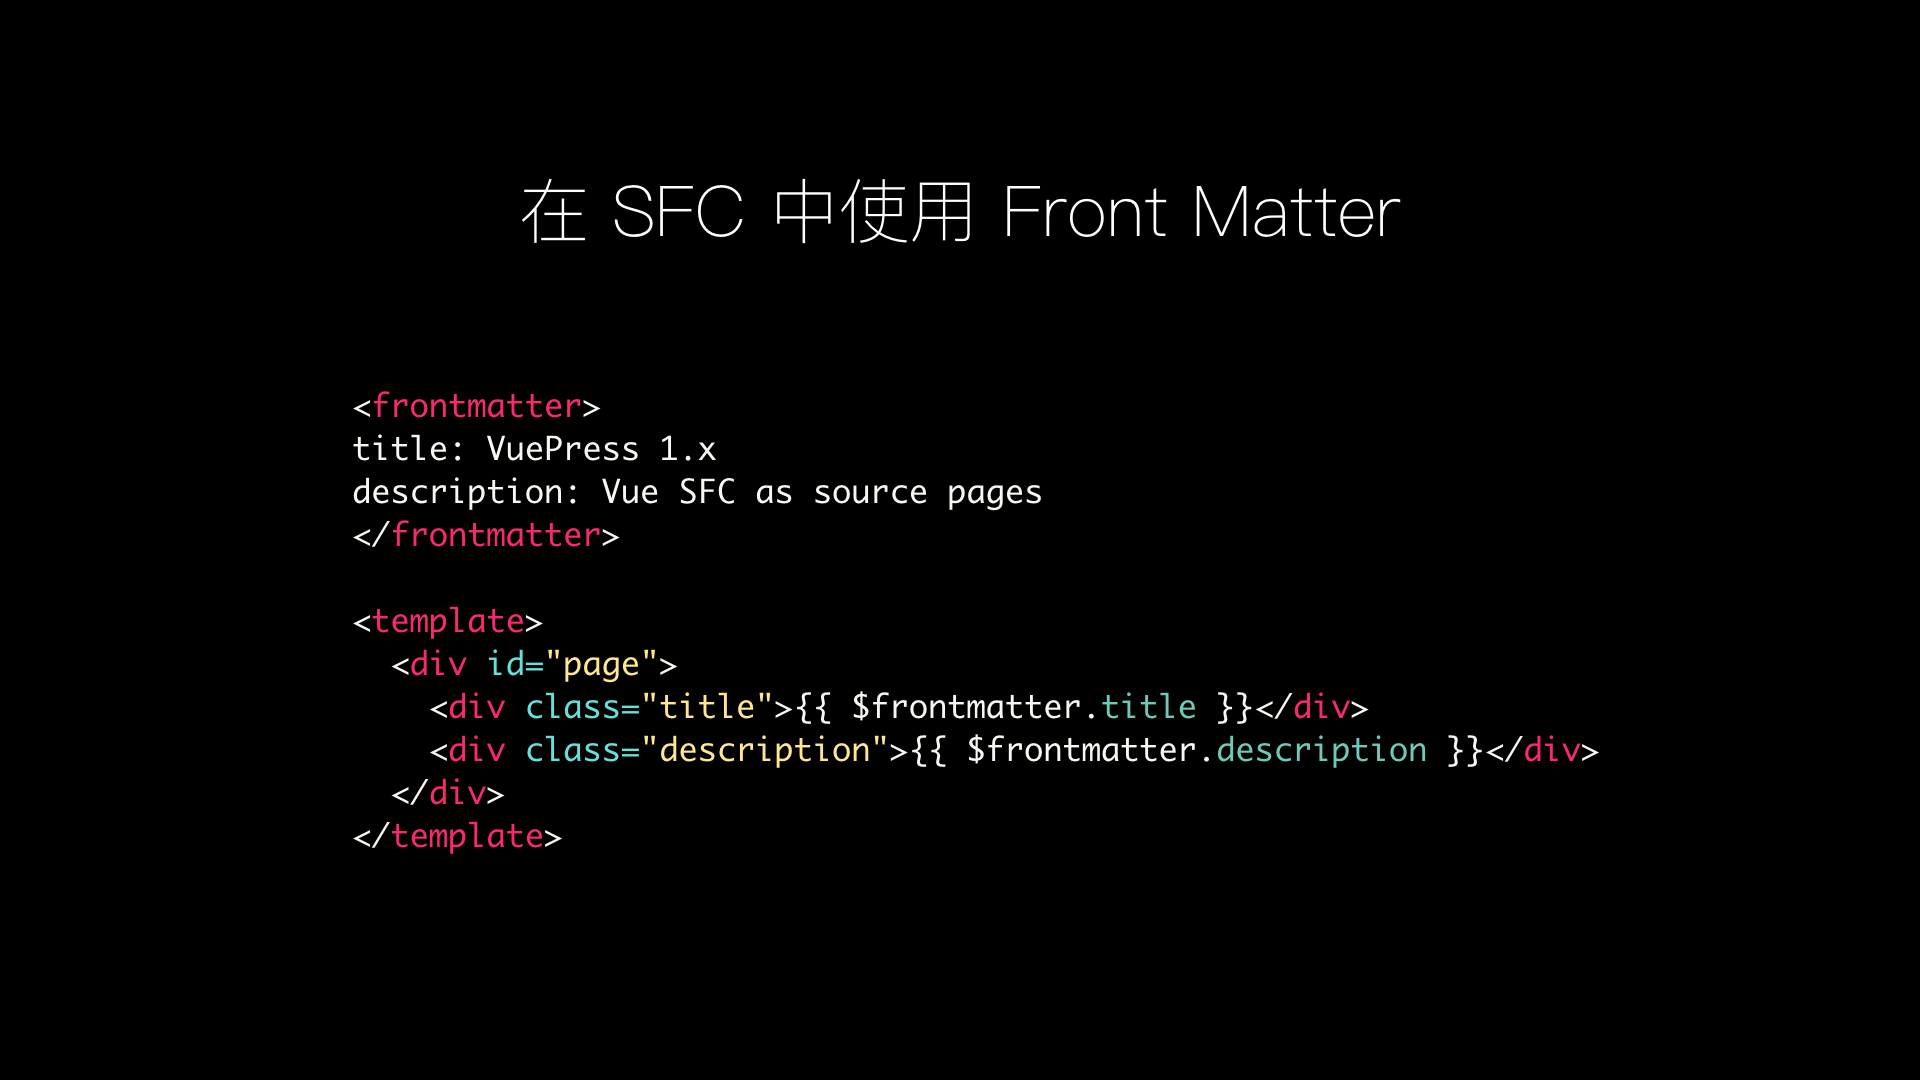 在 SFC 中使用 Front Matter
<frontmatter>
title: VuePress 1.x
description: Vue SFC as source pages
</frontmatter>
<template>
  <div id="page">
    <div class="title">{{ $frontmatter.title }}</div>
    <div class="description">{{ $frontmatter.description }}</div>
  </div>
</template>